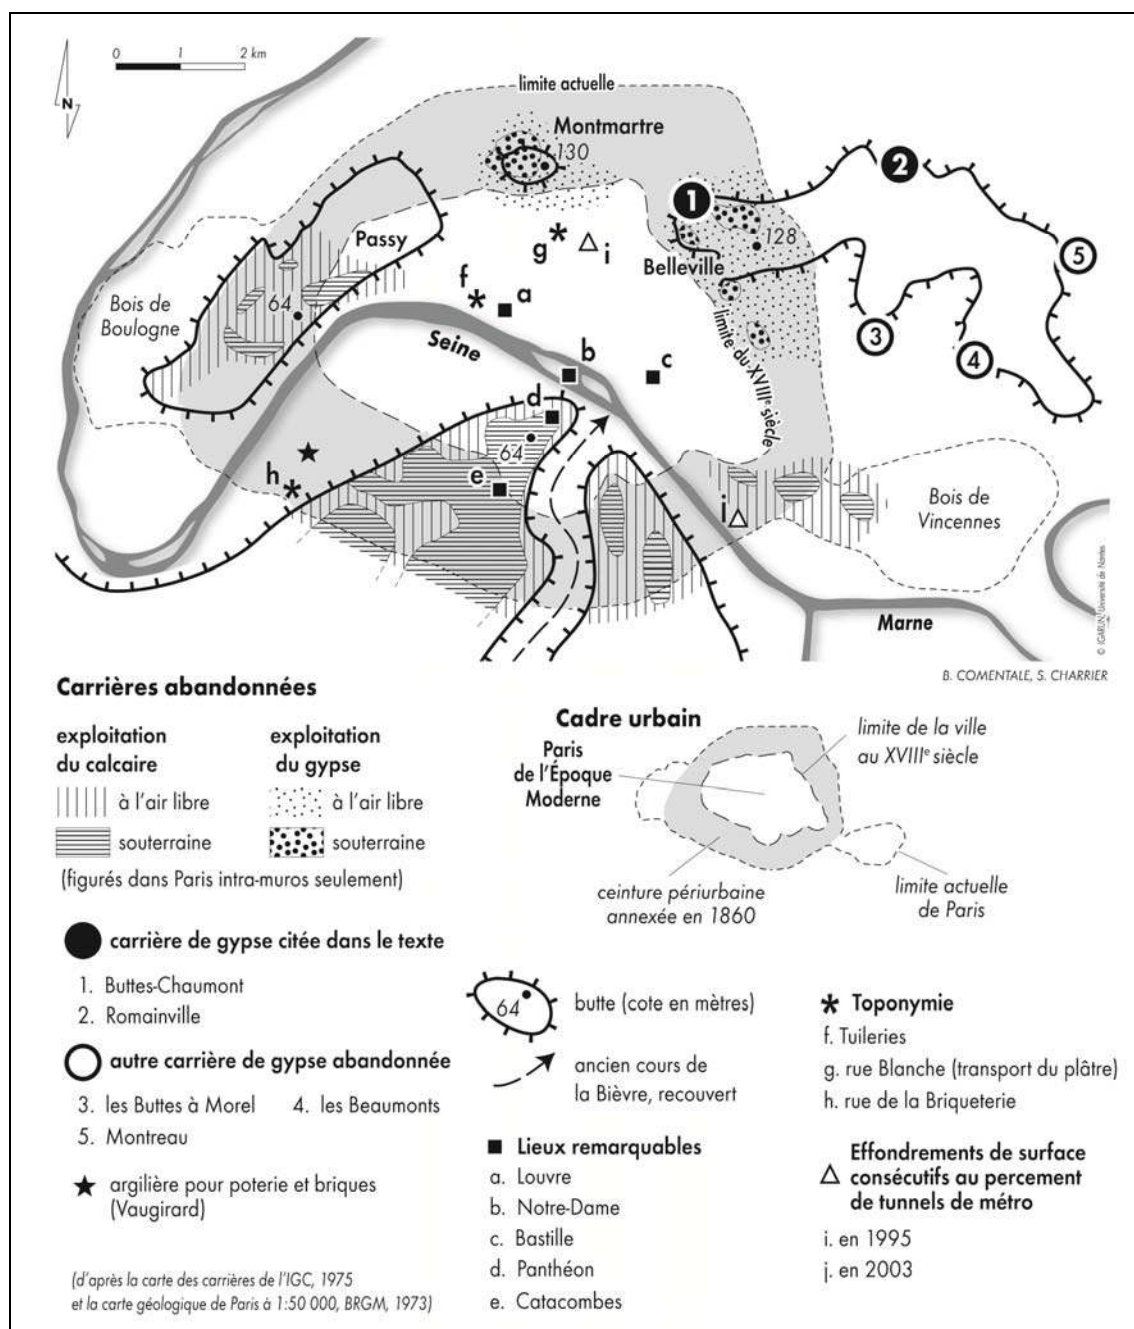 0 1 2 km
N
limite actuelle
Montmartre
130
2
1
Passy
g
i
128
5
Belleville
f
a
Bois de
Boulogne
64
3
Seine
b
c
4
limite du XVIIIe siècle
d
64
h
e
i
Bois de
Vincennes
Marne
© IGARUN, Université de Nantes
B. COMENTALE, S. CHARRIER
Carrières abandonnées
exploitation
du calcaire
à l'air libre
souterraine
exploitation
du gypse
à l'air libre
souterraine
(figurés dans Paris intra-muros seulement)
Cadre urbain
Paris
de l'Époque
Moderne
limite de la ville
au XVIIIe siècle
ceinture périurbaine
annexée en 1860
limite actuelle
de Paris
carrière de gypse citée dans le texte
1. Buttes-Chaumont
2. Romainville
autre carrière de gypse abandonnée
3. les Buttes à Morel 4. les Beaumonts
5. Montreau
argilière pour poterie et briques
(Vaugirard)
64
butte (cote en mètres)
ancien cours de
la Bièvre, recouvert
Lieux remarquables
a. Louvre
b. Notre-Dame
c. Bastille
d. Panthéon
e. Catacombes
Toponymie
f. Tuileries
g. rue Blanche (transport du plâtre)
h. rue de la Briqueterie
Effondrements de surface
consécutifs au percement
de tunnels de métro
i. en 1995
j. en 2003
(d'après la carte des carrières de l'IGC, 1975
et la carte géologique de Paris à 1:50 000, BRGM, 1973)